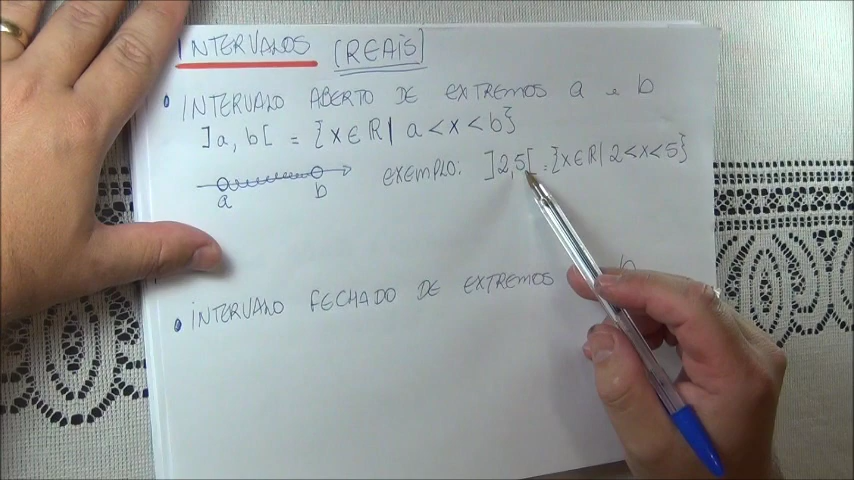 INTERVALOS [REAIS]
• INTERVALO ABERTO DE EXTREMOS a e b
]a, b[ = {x ∈ ℝ | a < x < b}
a b
EXEMPLO: ]2,5[ = {x ∈ ℝ | 2 < x < 5}
• INTERVALO FECHADO DE EXTREMOS b